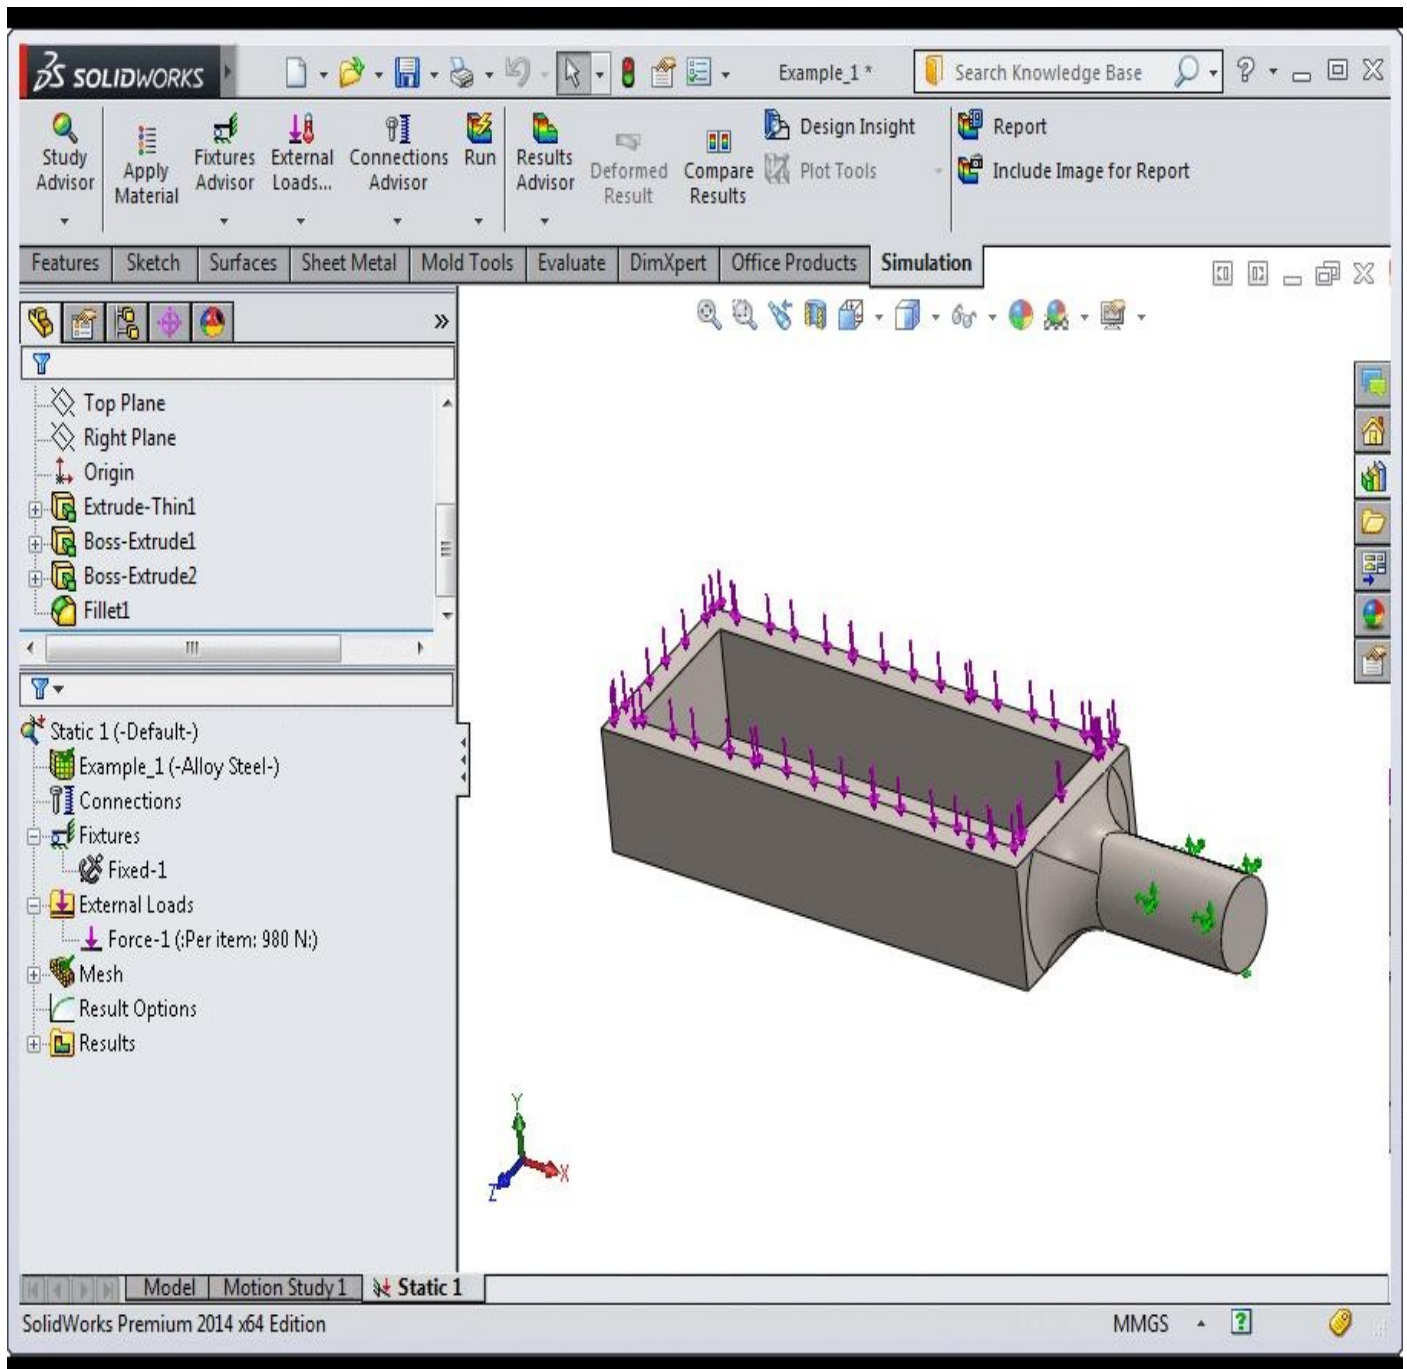 SOLIDWORKS
Example_1 *
Search Knowledge Base
?
Study Advisor
Apply Material
Fixtures Advisor
External Loads...
Connections Advisor
Run
Results Advisor
Deformed Result
Compare Results
Design Insight
Plot Tools
Report
Include Image for Report
Features Sketch Surfaces Sheet Metal Mold Tools Evaluate DimXpert Office Products Simulation
Top Plane
Right Plane
Origin
Extrude-Thin1
Boss-Extrude1
Boss-Extrude2
Fillet1
Static 1 (-Default-)
Example_1 (-Alloy Steel-)
Connections
Fixtures
Fixed-1
External Loads
Force-1 (:Per item: 980 N:)
Mesh
Result Options
Results
Y
X
Z
Model Motion Study 1 Static 1
SolidWorks Premium 2014 x64 Edition
MMGS
?